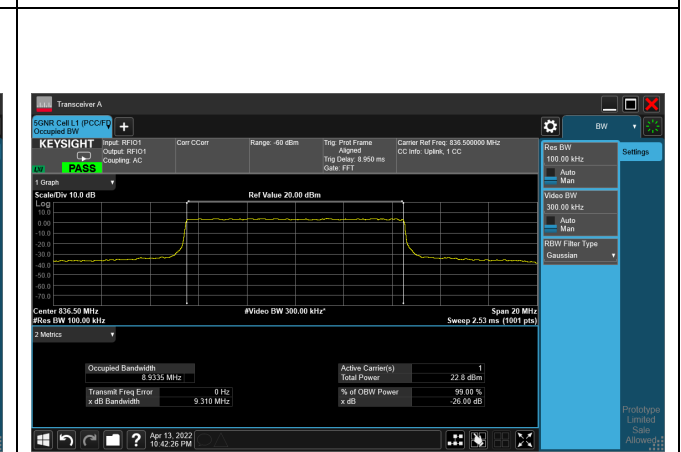 Transceiver A
5GNR Cell L1 (PCC/FD
Occupied BW
KEYSIGHT
LXI
PASS
Input: RFIO1
Output: RFIO1
Coupling: AC
Corr CCorr
Range: -60 dBm
Trig: Prot Frame
Aligned
Trig Delay: 8.950 ms
Gate: FFT
Carrier Ref Freq: 836.500000 MHz
CC Info: Uplink, 1 CC
1 Graph
Scale/Div 10.0 dB
Ref Value 20.00 dBm
Log
10.0
0.00
-10.0
-20.0
-30.0
-40.0
-50.0
-60.0
-70.0
Center 836.50 MHz
#Video BW 300.00 kHz*
Span 20 MHz
#Res BW 100.00 kHz
Sweep 2.53 ms (1001 pts)
2 Metrics
Occupied Bandwidth
8.9335 MHz
Transmit Freq Error 0 Hz
x dB Bandwidth 9.310 MHz
Active Carrier(s) 1
Total Power 22.8 dBm
% of OBW Power 99.00 %
x dB -26.00 dB
Apr 13, 2022
10:42:26 PM
BW
Settings
Res BW
100.00 kHz
Auto
Man
Video BW
300.00 kHz
Auto
Man
RBW Filter Type
Gaussian
Prototype
Limited
Sale
Allowed